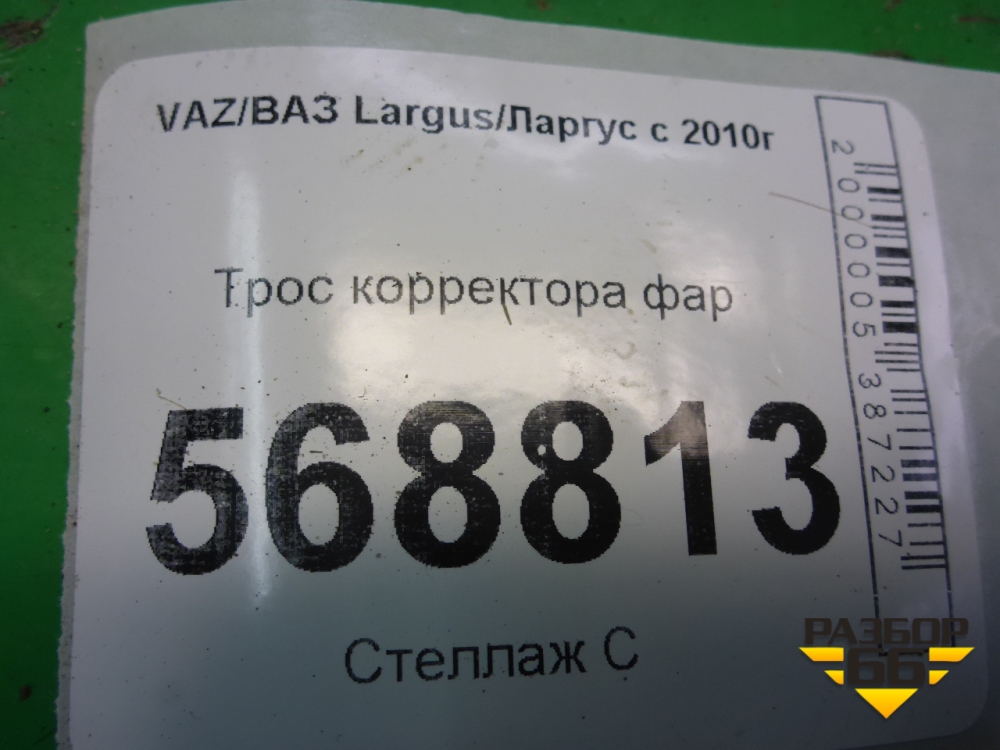 VAZ/ВАЗ Largus/Ларгус с 2010г
Трос корректора фар
568813
Стеллаж С
2000005387227
РАЗБОР
66